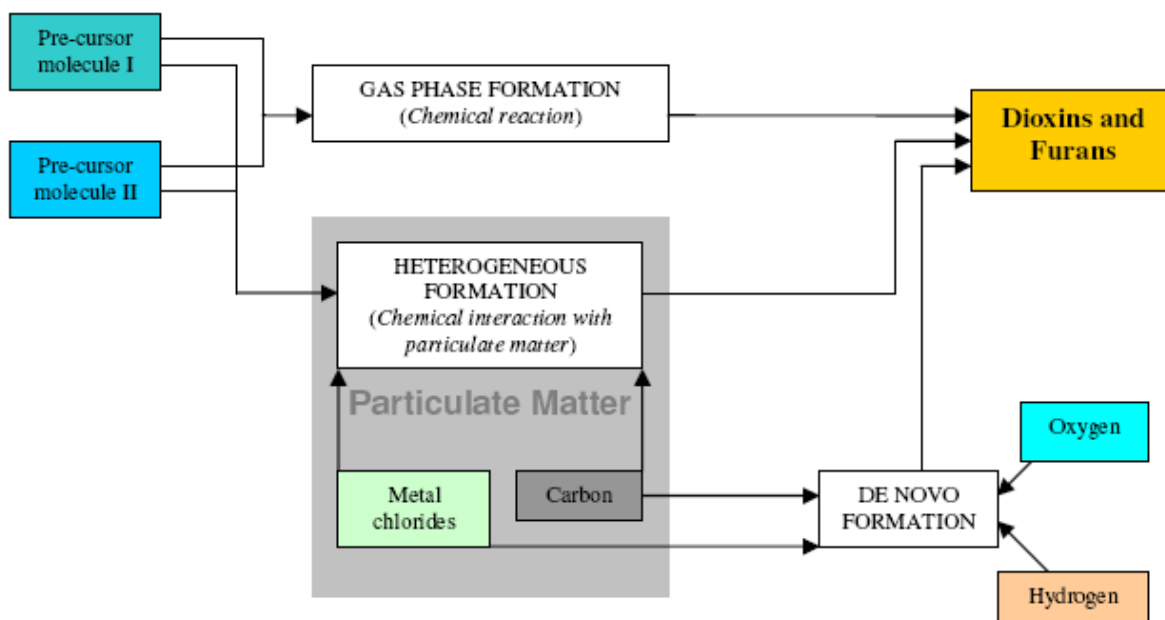 Pre-cursor
molecule I
GAS PHASE FORMATION
(Chemical reaction)
Dioxins and
Furans
Pre-cursor
molecule II
HETEROGENEOUS
FORMATION
(Chemical interaction with
particulate matter)
Particulate Matter
Metal
chlorides
Carbon
DE NOVO
FORMATION
Oxygen
Hydrogen